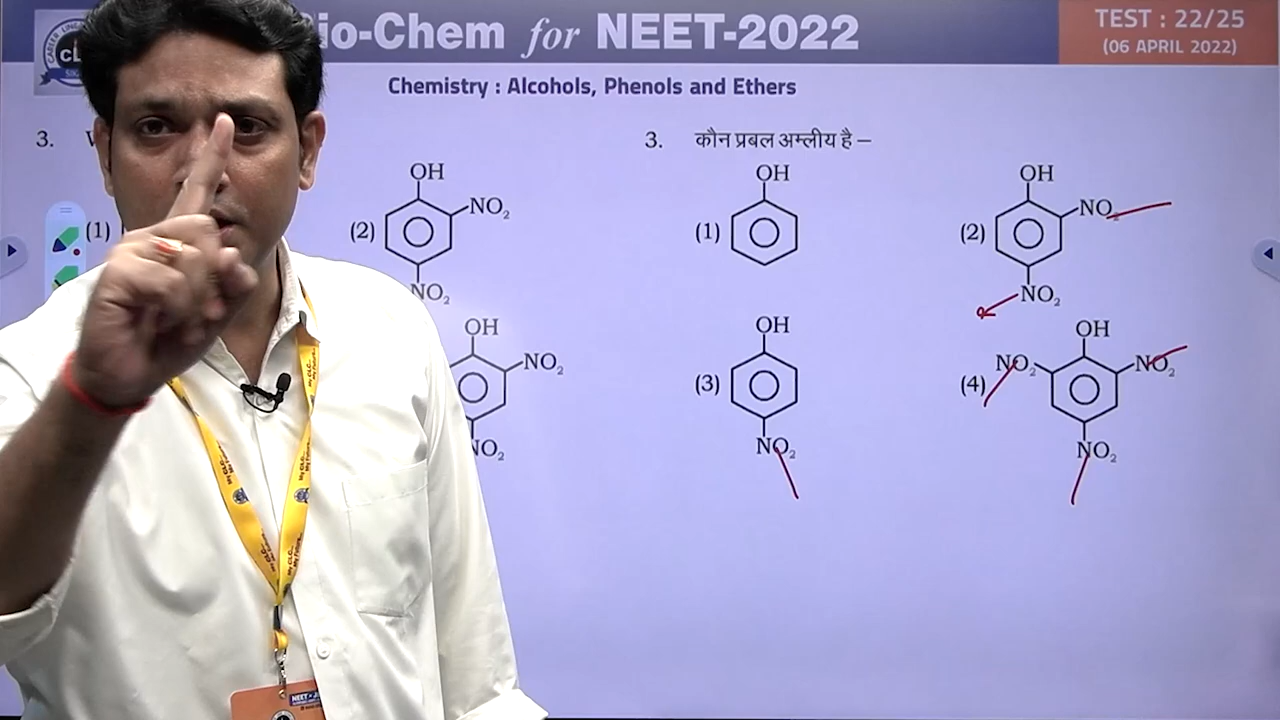 Bio-Chem for NEET-2022
TEST : 22/25
(06 APRIL 2022)
Chemistry : Alcohols, Phenols and Ethers
3.
(1)
(2)
OH
NO₂
NO₂
OH
NO₂
NO₂
3. कौन प्रबल अम्लीय है –
(1)
OH
(2)
OH
NO₂
NO₂
(3)
OH
NO₂
(4)
OH
NO₂
NO₂
NO₂